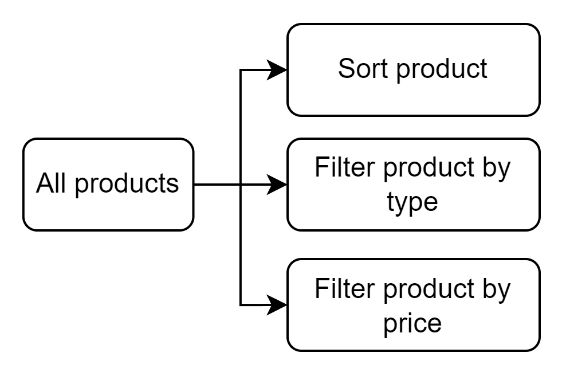 Sort product
All products
Filter product by
type
Filter product by
price